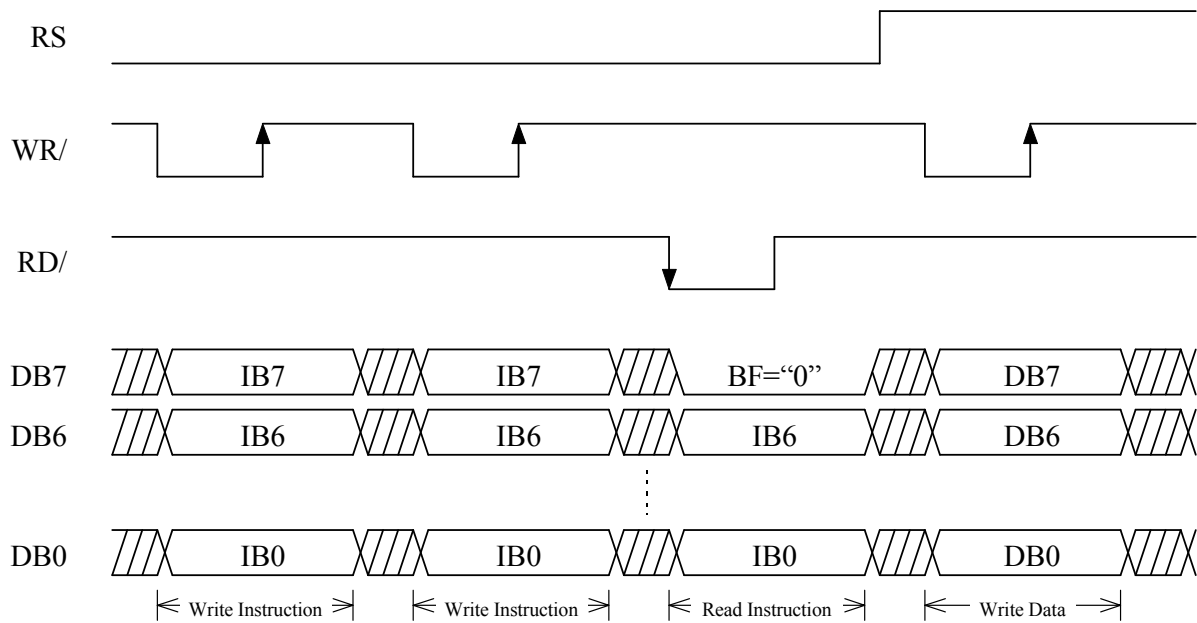 RS
WR/
RD/
DB7 IB7 IB7 BF=“0” DB7
DB6 IB6 IB6 IB6 DB6
DB0 IB0 IB0 IB0 DB0
Write Instruction Write Instruction Read Instruction Write Data